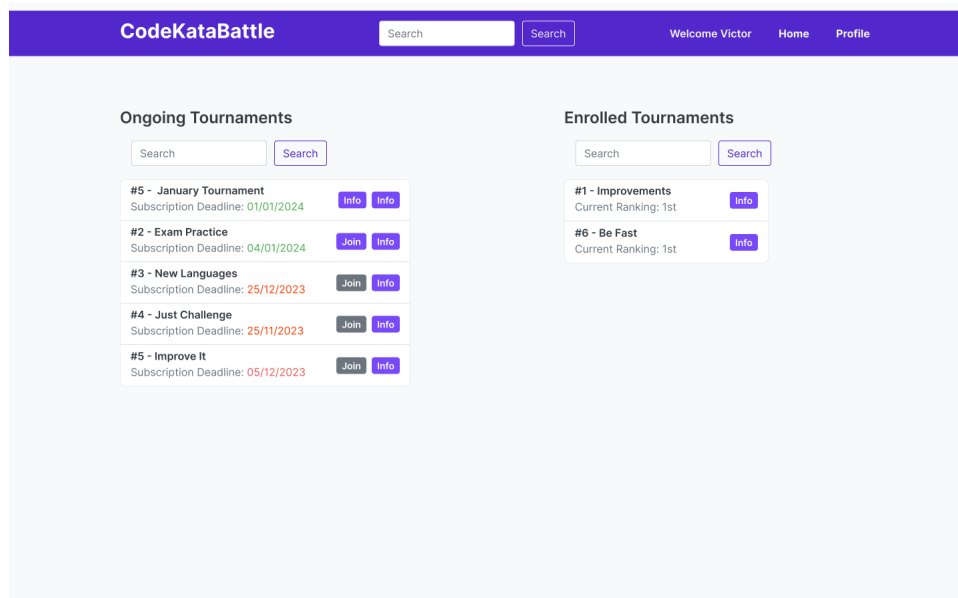 CodeKataBattle Search Search Welcome Victor Home Profile
Ongoing Tournaments
Search Search
#5 - January Tournament
Subscription Deadline: 01/01/2024
Info Info
#2 - Exam Practice
Subscription Deadline: 04/01/2024
Join Info
#3 - New Languages
Subscription Deadline: 25/12/2023
Join Info
#4 - Just Challenge
Subscription Deadline: 25/11/2023
Join Info
#5 - Improve It
Subscription Deadline: 05/12/2023
Join Info
Enrolled Tournaments
Search Search
#1 - Improvements
Current Ranking: 1st
Info
#6 - Be Fast
Current Ranking: 1st
Info